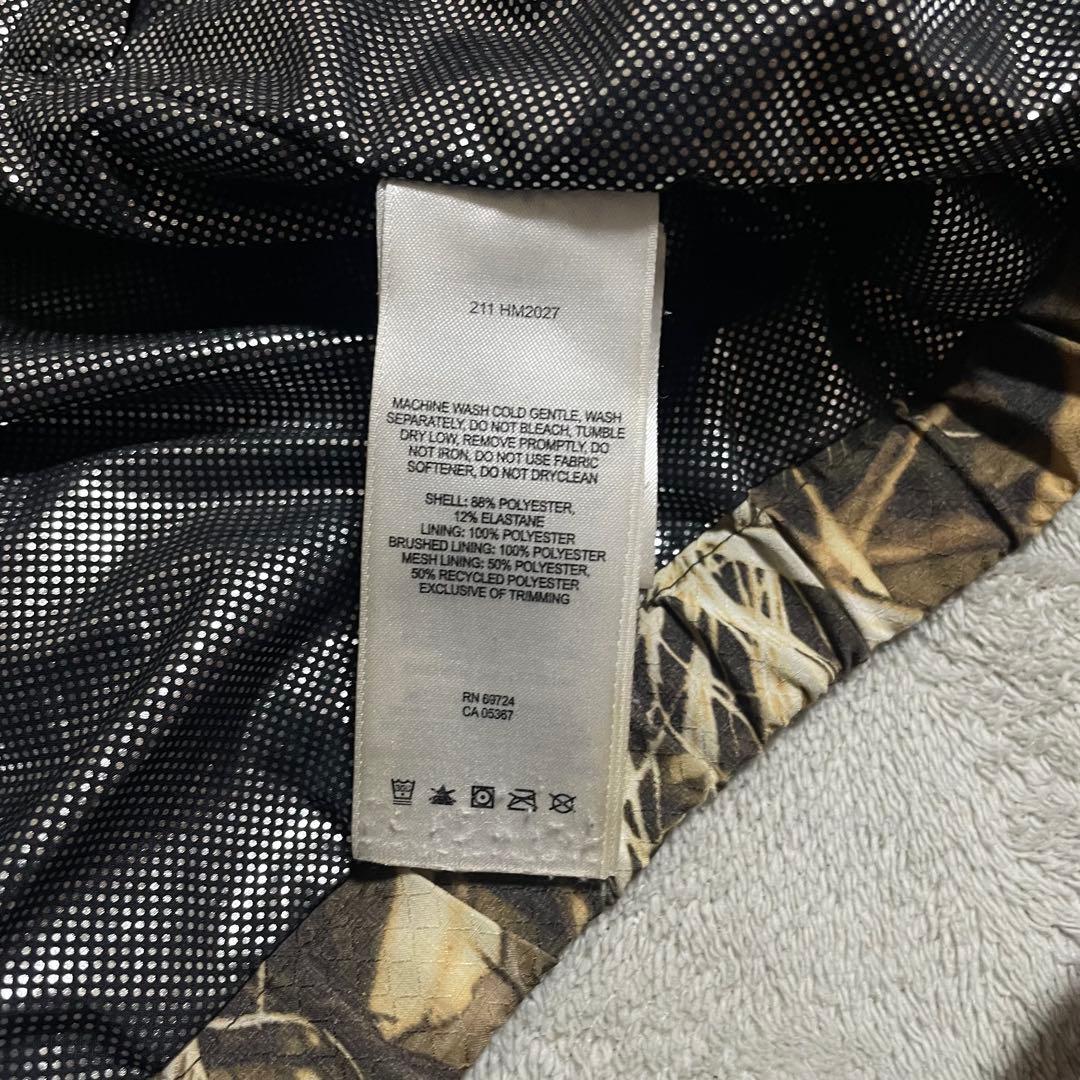 211 HM2027
MACHINE WASH COLD GENTLE, WASH
SEPARATELY, DO NOT BLEACH, TUMBLE
DRY LOW, REMOVE PROMPTLY, DO
NOT IRON, DO NOT USE FABRIC
SOFTENER, DO NOT DRYCLEAN
SHELL: 88% POLYESTER,
12% ELASTANE
LINING: 100% POLYESTER
BRUSHED LINING: 100% POLYESTER
MESH LINING: 50% POLYESTER,
50% RECYCLED POLYESTER
EXCLUSIVE OF TRIMMING
RN 69724
CA 05367